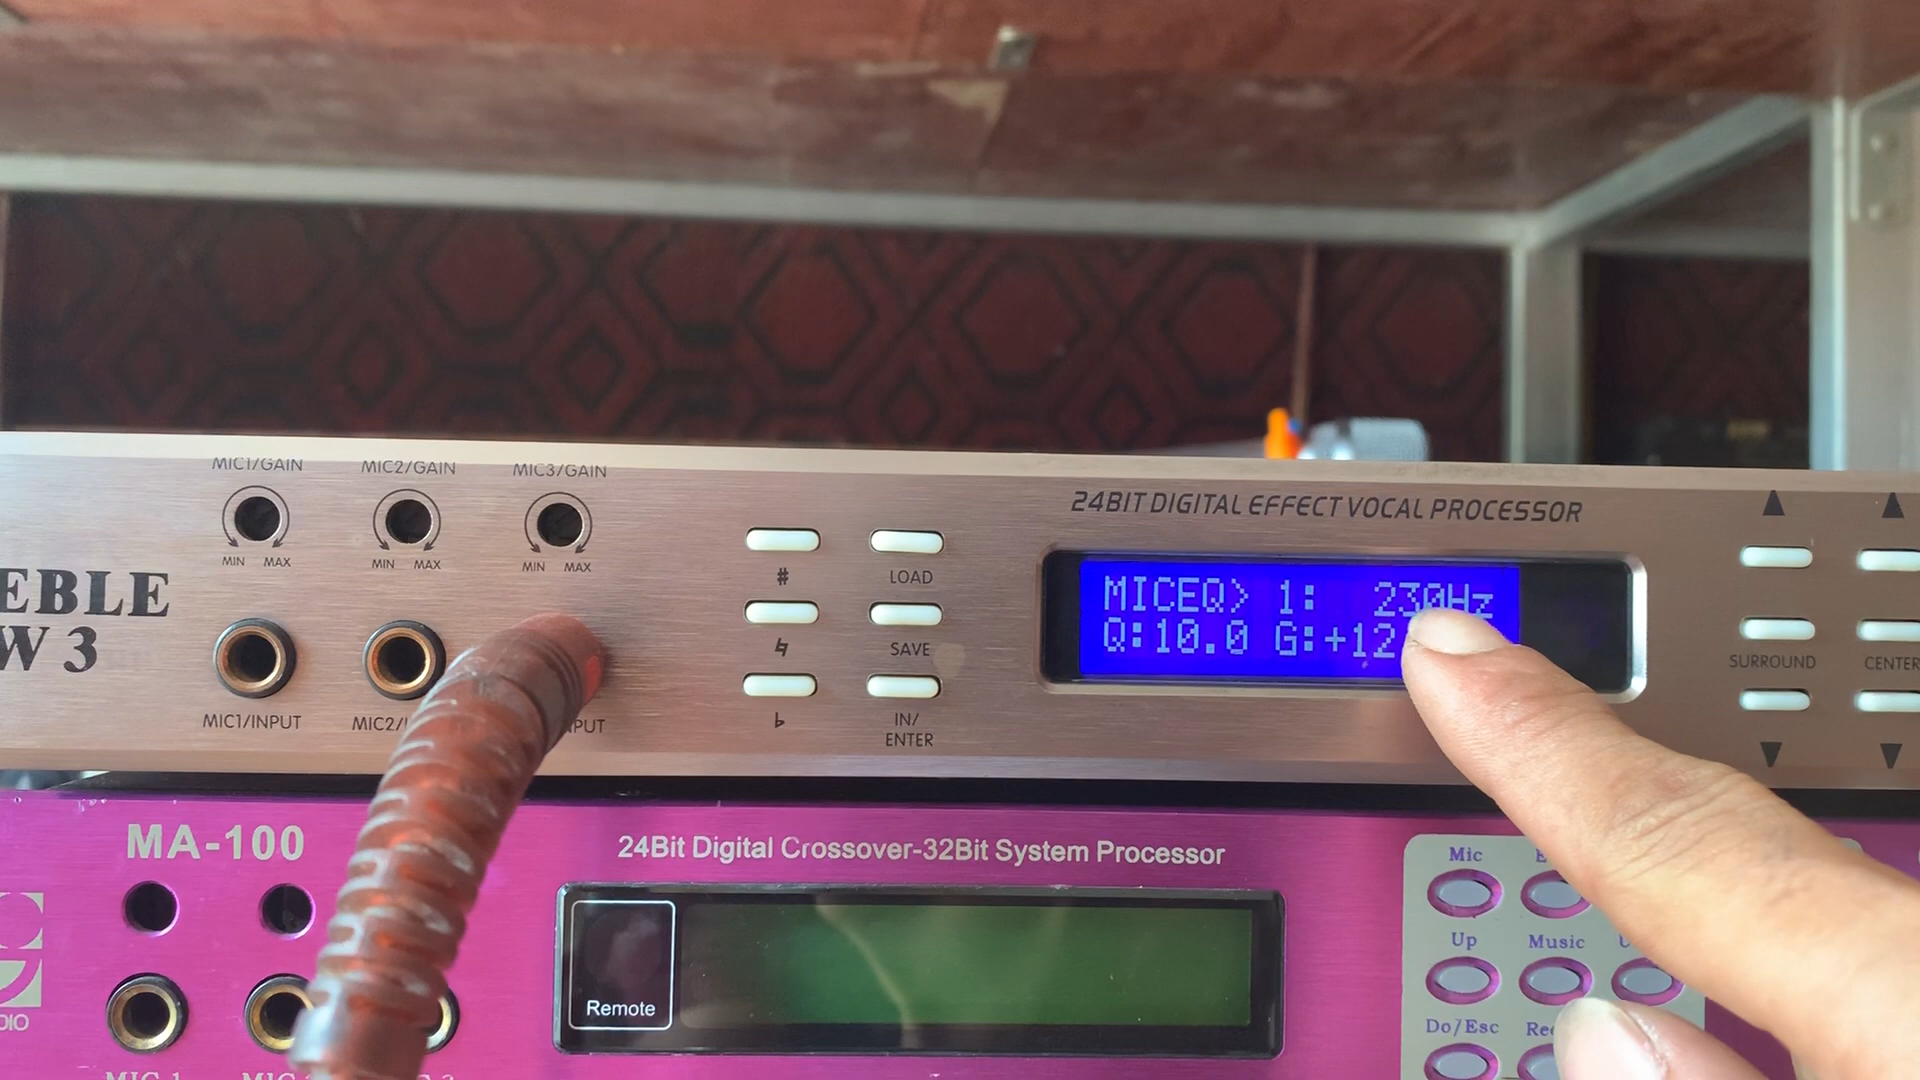 MIC1/GAIN MIC2/GAIN MIC3/GAIN
MIN MAX MIN MAX MIN MAX
EBLE
W 3
MIC1/INPUT
#
LOAD
♮
SAVE
♭
IN/
ENTER
24BIT DIGITAL EFFECT VOCAL PROCESSOR
MICEQ> 1: 230Hz
Q:10.0 G:+12
SURROUND CENTER
MA-100
24Bit Digital Crossover-32Bit System Processor
Remote
Mic
Up Music
Do/Esc
MIC 1